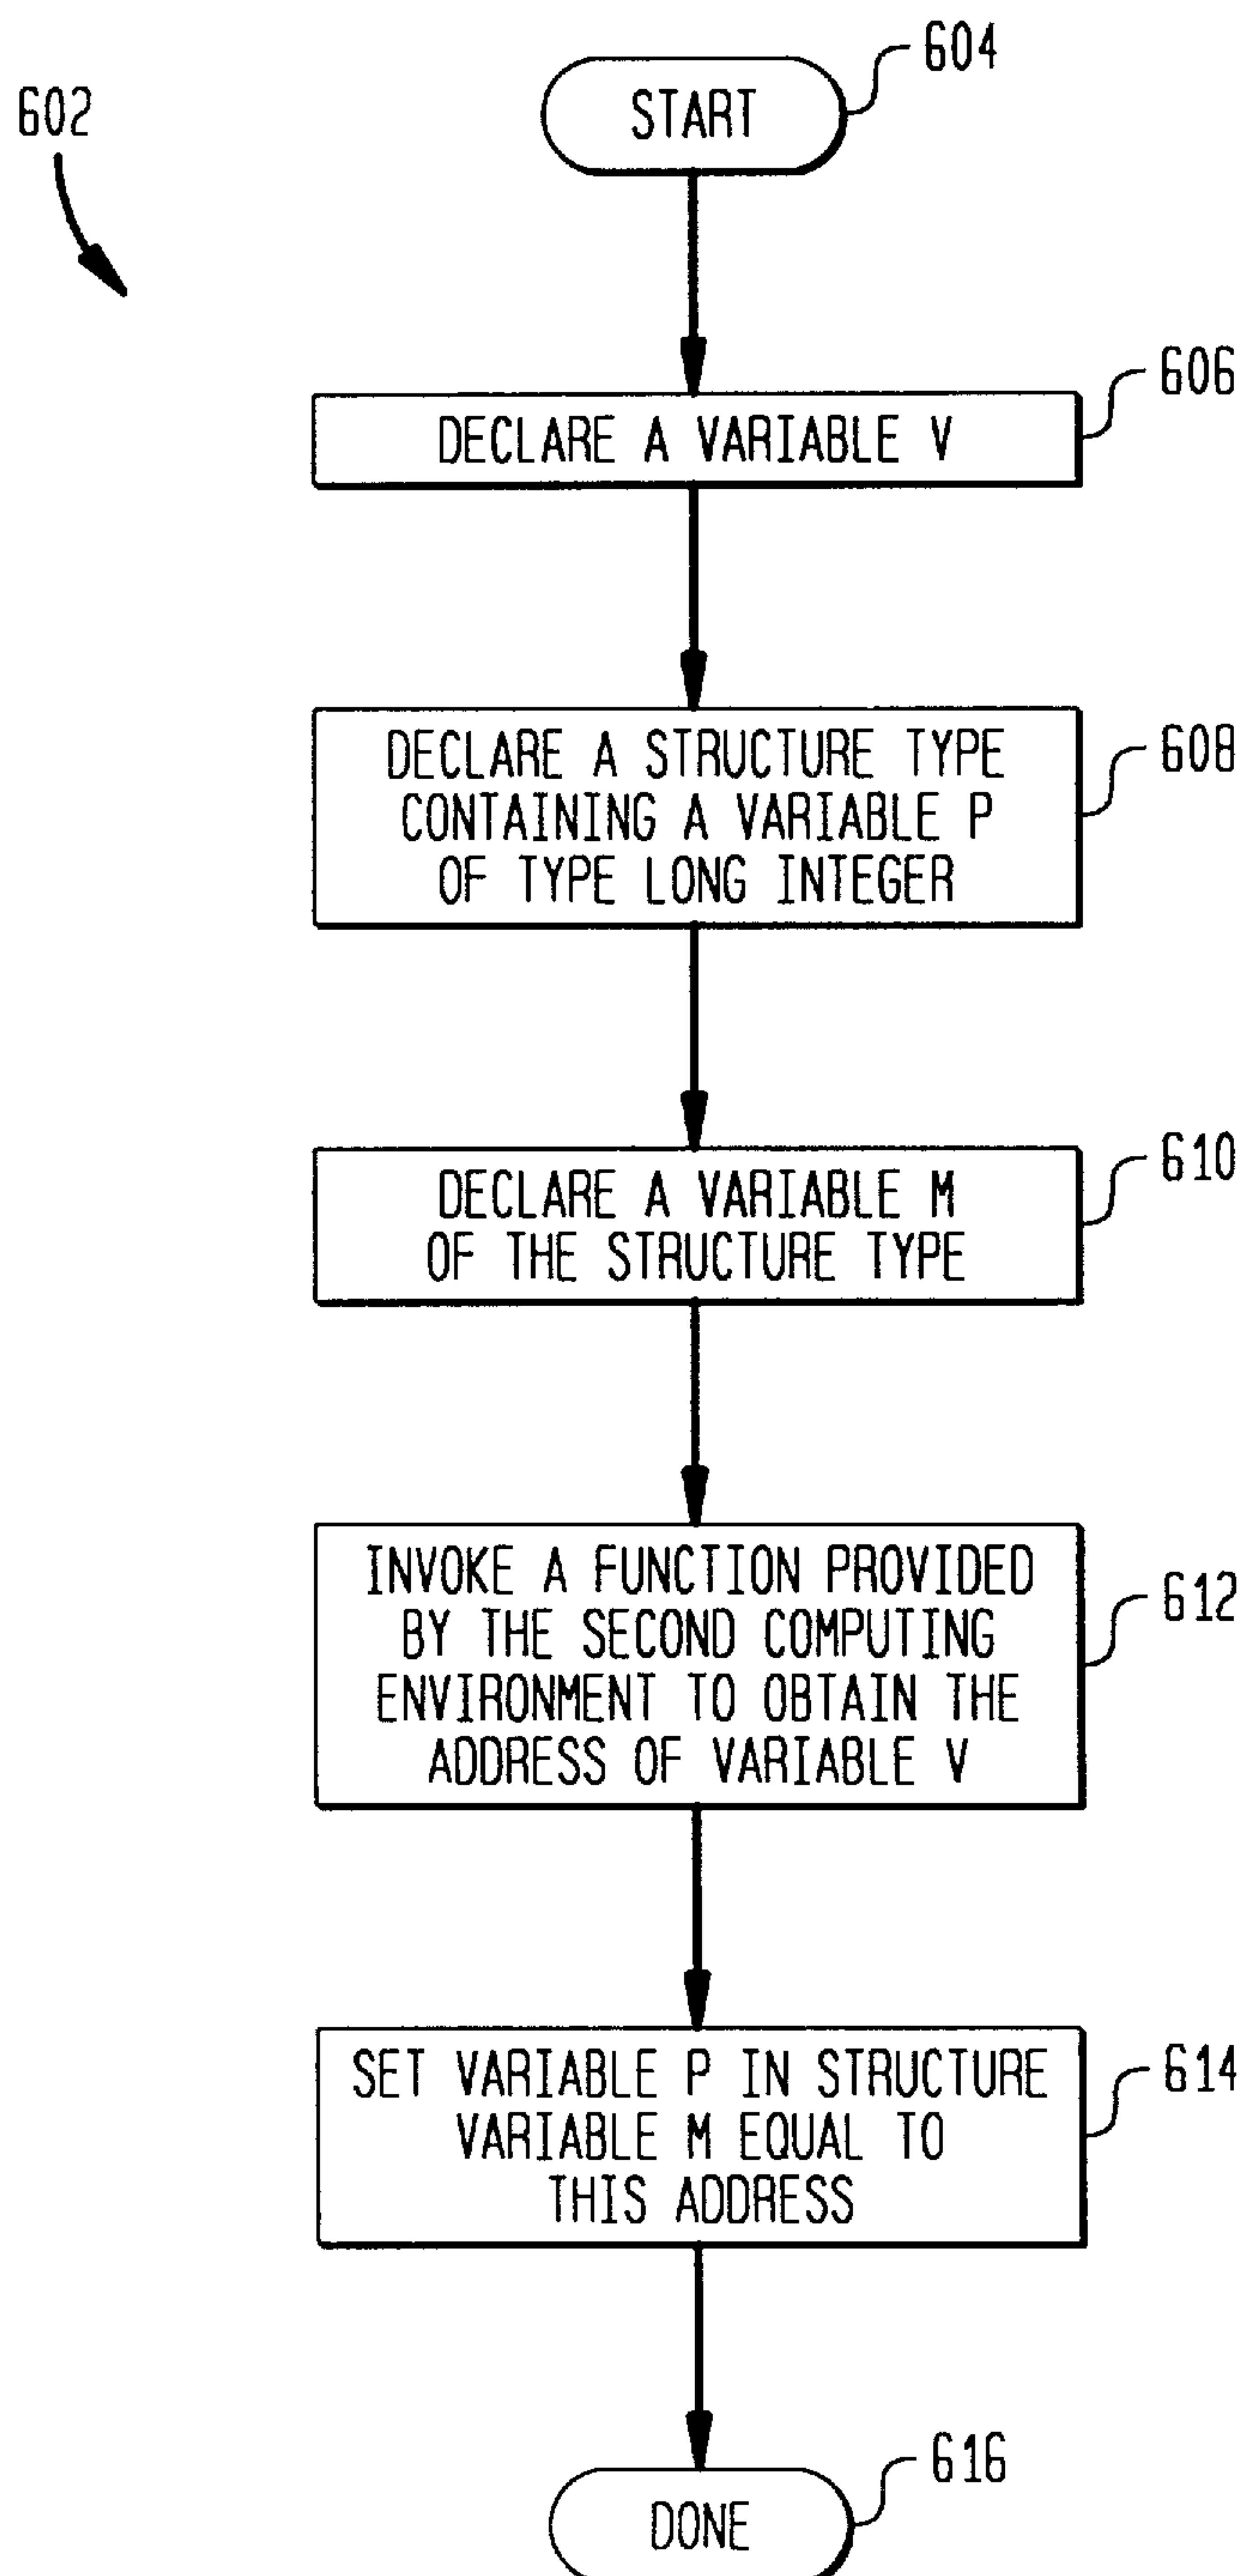 604
START
602
606
DECLARE A VARIABLE V
608
DECLARE A STRUCTURE TYPE
CONTAINING A VARIABLE P
OF TYPE LONG INTEGER
610
DECLARE A VARIABLE M
OF THE STRUCTURE TYPE
612
INVOKE A FUNCTION PROVIDED
BY THE SECOND COMPUTING
ENVIRONMENT TO OBTAIN THE
ADDRESS OF VARIABLE V
614
SET VARIABLE P IN STRUCTURE
VARIABLE M EQUAL TO
THIS ADDRESS
616
DONE